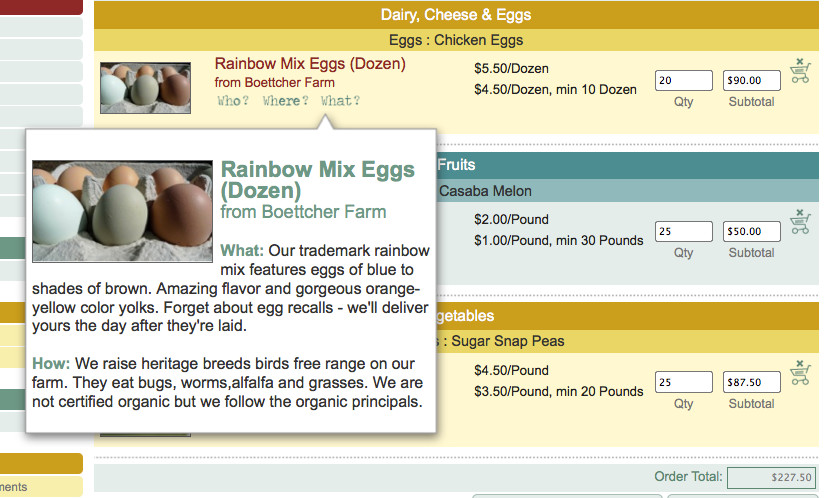 Dairy, Cheese & Eggs
Eggs : Chicken Eggs
Rainbow Mix Eggs (Dozen)
from Boettcher Farm
Who? Where? What?
$5.50/Dozen
$4.50/Dozen, min 10 Dozen
20
Qty
$90.00
Subtotal
Rainbow Mix Eggs
(Dozen)
from Boettcher Farm
What: Our trademark rainbow
mix features eggs of blue to
shades of brown. Amazing flavor and gorgeous orange-
yellow color yolks. Forget about egg recalls - we'll deliver
yours the day after they're laid.
How: We raise heritage breeds birds free range on our
farm. They eat bugs, worms,alfalfa and grasses. We are
not certified organic but we follow the organic principals.
Fruits
Casaba Melon
$2.00/Pound
$1.00/Pound, min 30 Pounds
25
Qty
$50.00
Subtotal
getables
: Sugar Snap Peas
$4.50/Pound
$3.50/Pound, min 20 Pounds
25
Qty
$87.50
Subtotal
Order Total: $227.50
ments